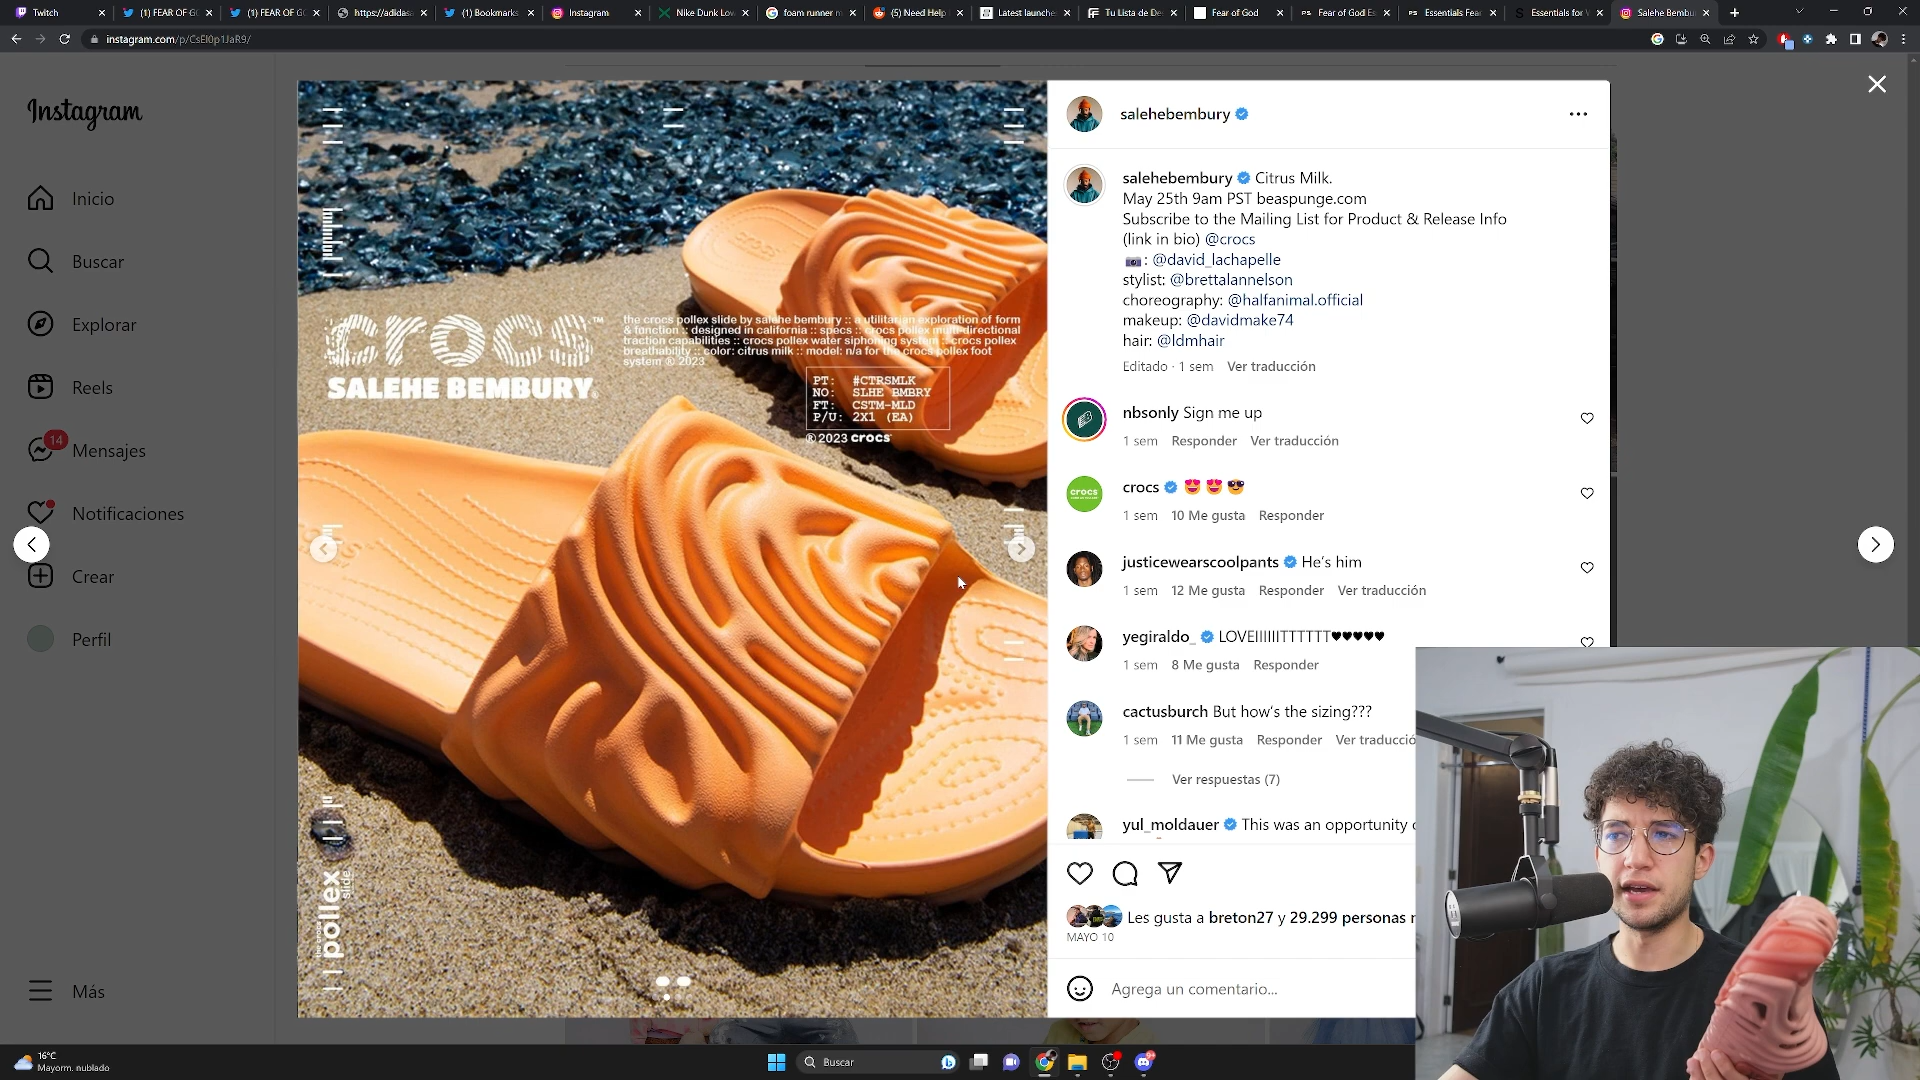 Twitch
(1) FEAR OF G
(1) FEAR OF G
https://adidas
(1) Bookmarks
Instagram
Nike Dunk Lo
foam runner m
(5) Need Help
Latest launche
Tu Lista de De
Fear of God
Fear of God Es
Essentials Fea
Essentials for
Salehe Bembu
instagram.com/p/CsEl0p1JaR9/
Instagram
Inicio
Buscar
Explorar
Reels
14
Mensajes
Notificaciones
Crear
Perfil
Más
crocs™
SALEHE BEMBURY
the crocs pollex slide by salehe bembury :: a utilitarian exploration of form
& function :: designed in california :: specs :: crocs pollex multi-directional
traction capabilities :: crocs pollex water siphoning system :: crocs pollex
breathability :: color: citrus milk :: model: n/a for the crocs pollex foot
system ® 2023
PT: #CTRSMLK
NO: SLHE BMBRY
FT: CSTM-MLD
P/U: 2X1 (EA)
® 2023 crocs
the crocs
pollex
slide
salehebembury
salehebembury Citrus Milk.
May 25th 9am PST beaspunge.com
Subscribe to the Mailing List for Product & Release Info
(link in bio) @crocs
: @david_lachapelle
stylist: @brettalannelson
choreography: @halfanimal.official
makeup: @davidmake74
hair: @ldmhair
Editado · 1 sem Ver traducción
nbsonly Sign me up
1 sem Responder Ver traducción
crocs 😍😍😎
1 sem 10 Me gusta Responder
justicewearscoolpants He's him
1 sem 12 Me gusta Responder Ver traducción
yegiraldo_ LOVEIIIIIITTTTTT♥♥♥♥♥
1 sem 8 Me gusta Responder
cactusburch But how's the sizing???
1 sem 11 Me gusta Responder Ver traducció
Ver respuestas (7)
yul_moldauer This was an opportunity
Les gusta a breton27 y 29.299 personas
MAYO 10
Agrega un comentario...
16°C
Mayorm. nublado
Buscar